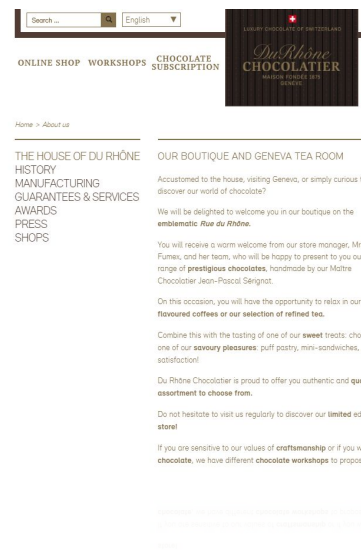 Search ...
English
LUXURY CHOCOLATE OF SWITZERLAND
DuRhône
CHOCOLATIER
MAISON FONDÉE 1875
GENÈVE
ONLINE SHOP WORKSHOPS CHOCOLATE
SUBSCRIPTION
Home > About us
THE HOUSE OF DU RHÔNE
HISTORY
MANUFACTURING
GUARANTEES & SERVICES
AWARDS
PRESS
SHOPS
OUR BOUTIQUE AND GENEVA TEA ROOM
Accustomed to the house, visiting Geneva, or simply curious
discover our world of chocolate?
We will be delighted to welcome you in our boutique on the
emblematic Rue du Rhône.
You will receive a warm welcome from our store manager, Mr
Fumex, and her team, who will be happy to present to you ou
range of prestigious chocolates, handmade by our Maître
Chocolatier Jean-Pascal Sérignat.
On this occasion, you will have the opportunity to relax in our
flavoured coffees or our selection of refined tea.
Combine this with the tasting of one of our sweet treats: cho
one of our savoury pleasures: puff pastry, mini-sandwiches,
satisfaction!
Du Rhône Chocolatier is proud to offer you authentic and qu
assortment to choose from.
Do not hesitate to visit us regularly to discover our limited ed
store!
If you are sensitive to our values of craftsmanship or if you w
chocolate, we have different chocolate workshops to propos